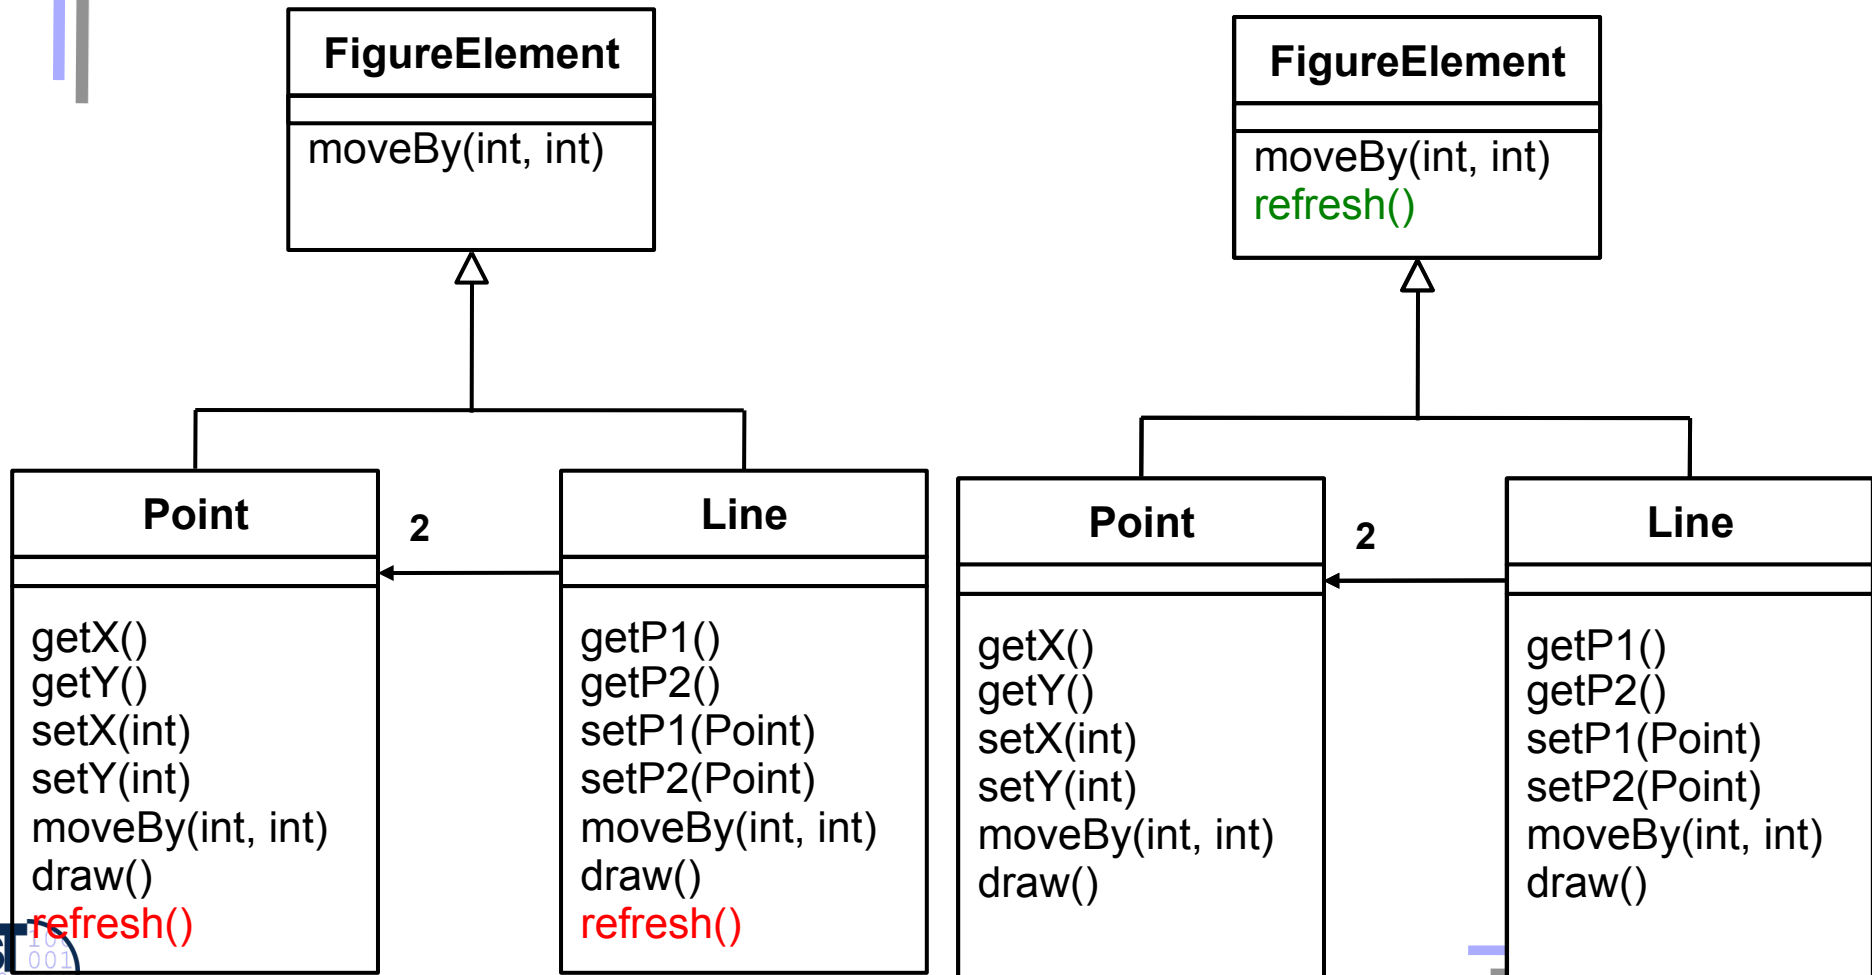 FigureElement
moveBy(int, int)
Point
2
Line
getX()
getY()
setX(int)
setY(int)
moveBy(int, int)
draw()
refresh()
getP1()
getP2()
setP1(Point)
setP2(Point)
moveBy(int, int)
draw()
refresh()
FigureElement
moveBy(int, int)
refresh()
Point
2
Line
getX()
getY()
setX(int)
setY(int)
moveBy(int, int)
draw()
getP1()
getP2()
setP1(Point)
setP2(Point)
moveBy(int, int)
draw()
001